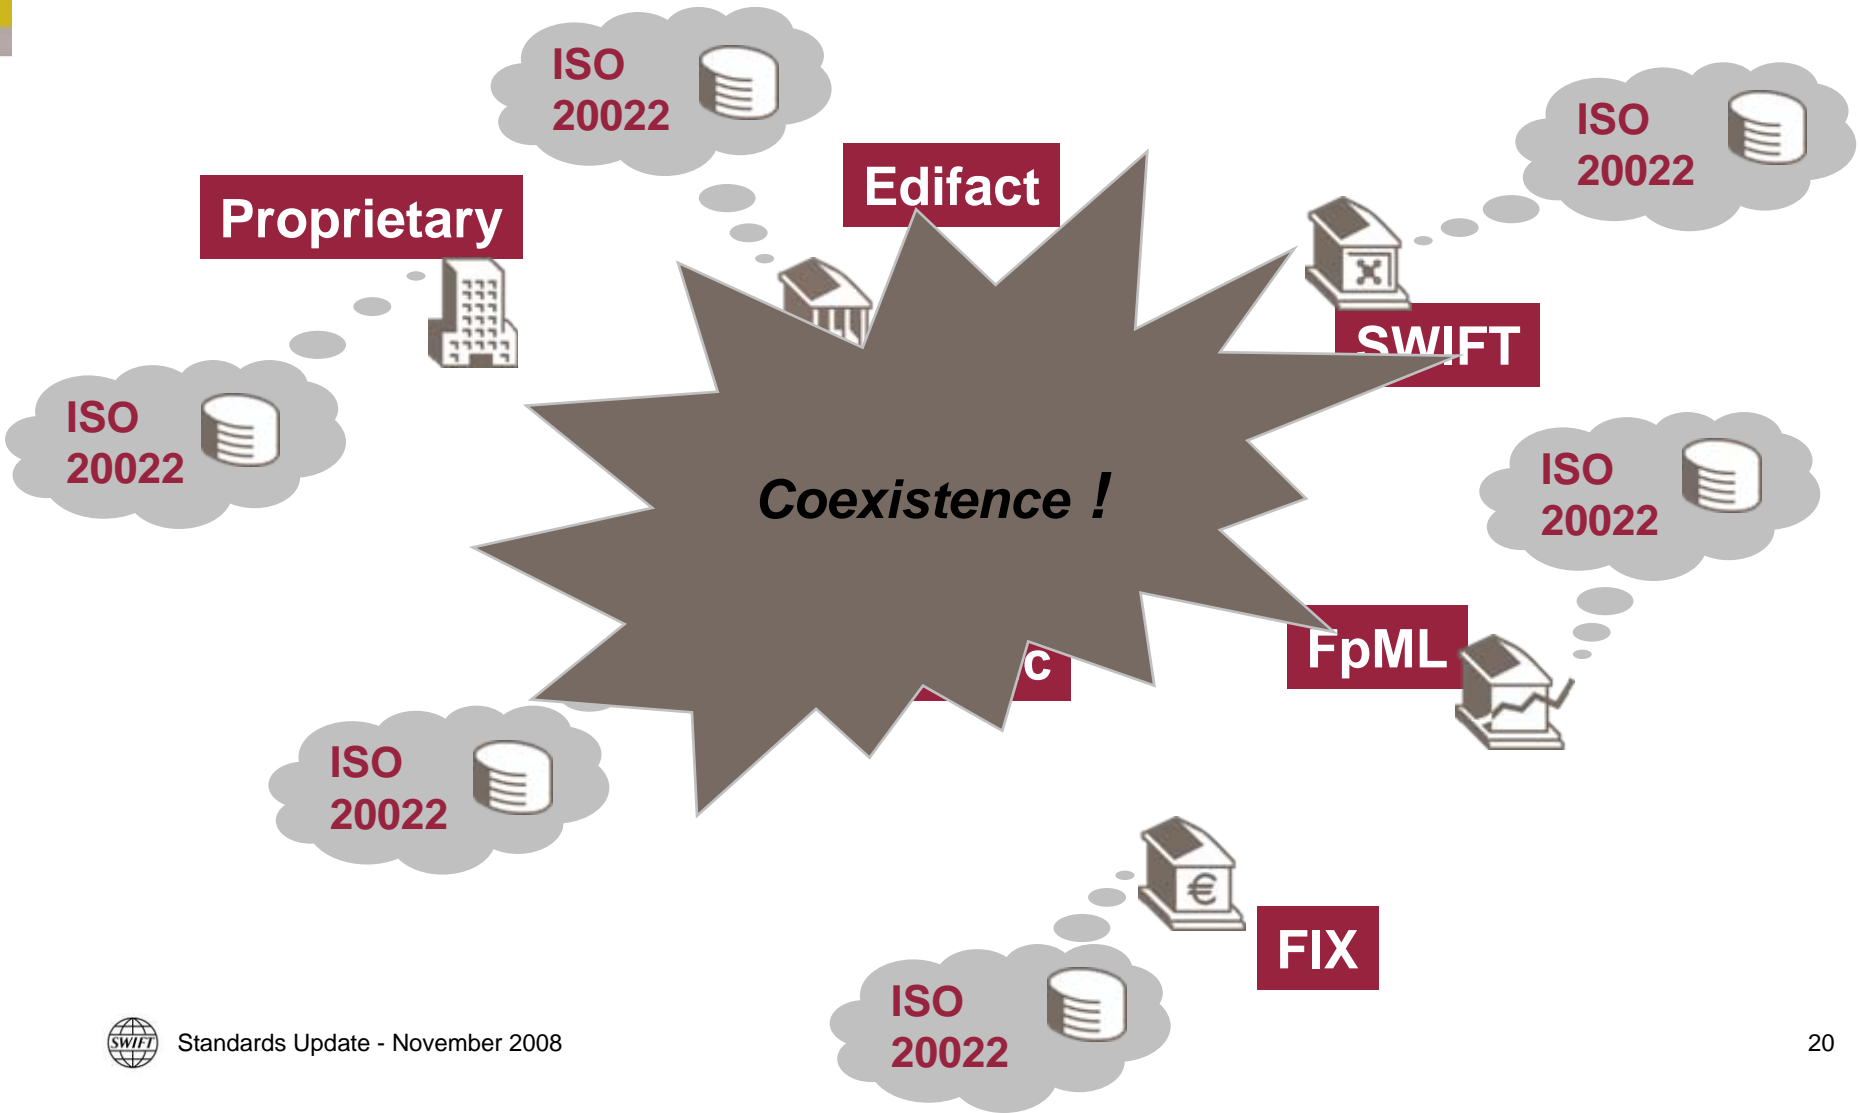 ISO
20022
ISO
20022
Edifact
Proprietary
SWIFT
ISO
20022
ISO
20022
Coexistence !
FpML
c
ISO
20022
FIX
ISO
20022
SWIFT
Standards Update - November 2008
20